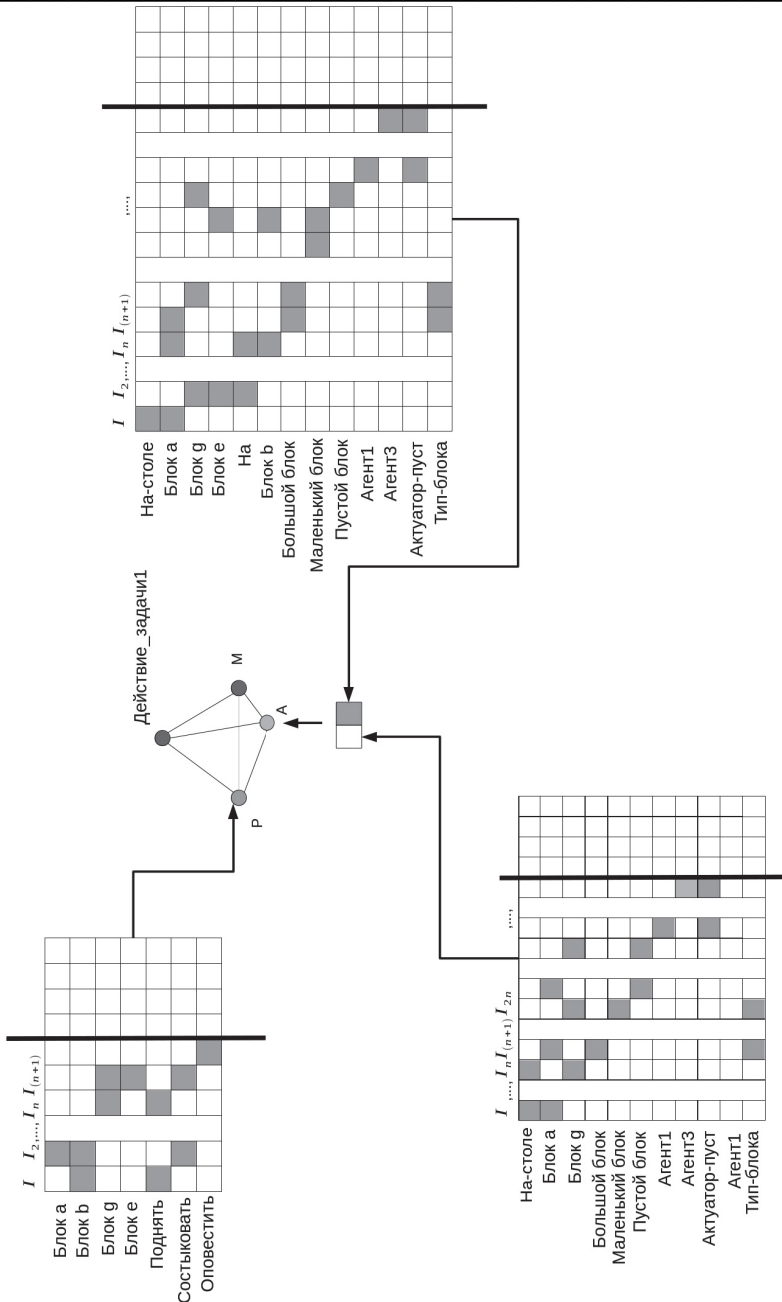 I I₂,..., Iₙ I₍ₙ₊₁₎ ,...,
На-столе
Блок a
Блок g
Блок e
На
Блок b
Большой блок
Маленький блок
Пустой блок
Агент1
Агент3
Актуатор-пуст
Тип-блока
Действие_задачи1
P
A
M
I I₂,..., Iₙ I₍ₙ₊₁₎
Блок a
Блок b
Блок g
Блок e
Поднять
Состыковать
Оповестить
I ,..., Iₙ I₍ₙ₊₁₎ I₂ₙ ,...,
На-столе
Блок a
Блок g
Большой блок
Маленький блок
Пустой блок
Агент1
Агент3
Актуатор-пуст
Агент1
Тип-блока